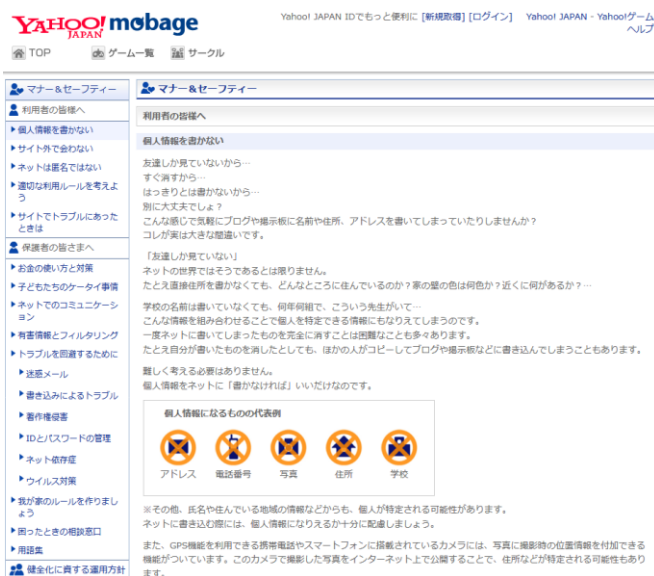 YAHOO! JAPAN mobage
Yahoo! JAPAN IDでもっと便利に [新規取得] [ログイン] Yahoo! JAPAN - Yahoo!ゲーム
ヘルプ
TOP ゲーム一覧 サークル
マナー＆セーフティー
利用者の皆様へ
個人情報を書かない
サイト外で会わない
ネットは匿名ではない
適切な利用ルールを考えよ
う
サイトでトラブルにあった
ときは
保護者の皆さまへ
お金の使い方と対策
子どもたちのケータイ事情
ネットでのコミュニケーシ
ョン
有害情報とフィルタリング
トラブルを回避するために
迷惑メール
書き込みによるトラブル
著作権侵害
IDとパスワードの管理
ネット依存症
ウイルス対策
我が家のルールを作りまし
ょう
困ったときの相談窓口
用語集
健全化に資する運用方針
マナー＆セーフティー
利用者の皆様へ
個人情報を書かない
友達しか見ていないから…
すぐ消すから…
はっきりとは書かないから…
別に大丈夫でしょ？
こんな感じで気軽にブログや掲示板に名前や住所、アドレスを書いてしまっていたりしませんか？
コレが実は大きな間違いです。
「友達しか見ていない」
ネットの世界ではそうであるとは限りません。
たとえ直接住所を書かなくても、どんなところに住んでいるのか？家の壁の色は何色か？近くに何があるか？…
学校の名前は書いていなくても、何年何組で、こういう先生がいて…
こんな情報を組み合わせることで個人を特定できる情報にもなりえてしまうのです。
一度ネットに書いてしまったものを完全に消すことは困難なことも多々あります。
たとえ自分が書いたものを消したとしても、ほかの人がコピーしてブログや掲示板などに書き込んでしまうこともあります。
難しく考える必要はありません。
個人情報をネットに「書かなければ」いいだけなのです。
個人情報になるものの代表例
アドレス 電話番号 写真 住所 学校
※その他、氏名や住んでいる地域の情報などからも、個人が特定される可能性があります。
ネットに書き込む際には、個人情報になりえるか十分に配慮しましょう。
また、GPS機能を利用できる携帯電話やスマートフォンに搭載されているカメラには、写真に撮影時の位置情報を付加できる
機能がついています。このカメラで撮影した写真をインターネット上で公開することで、住所などが特定される可能性もあり
ます。